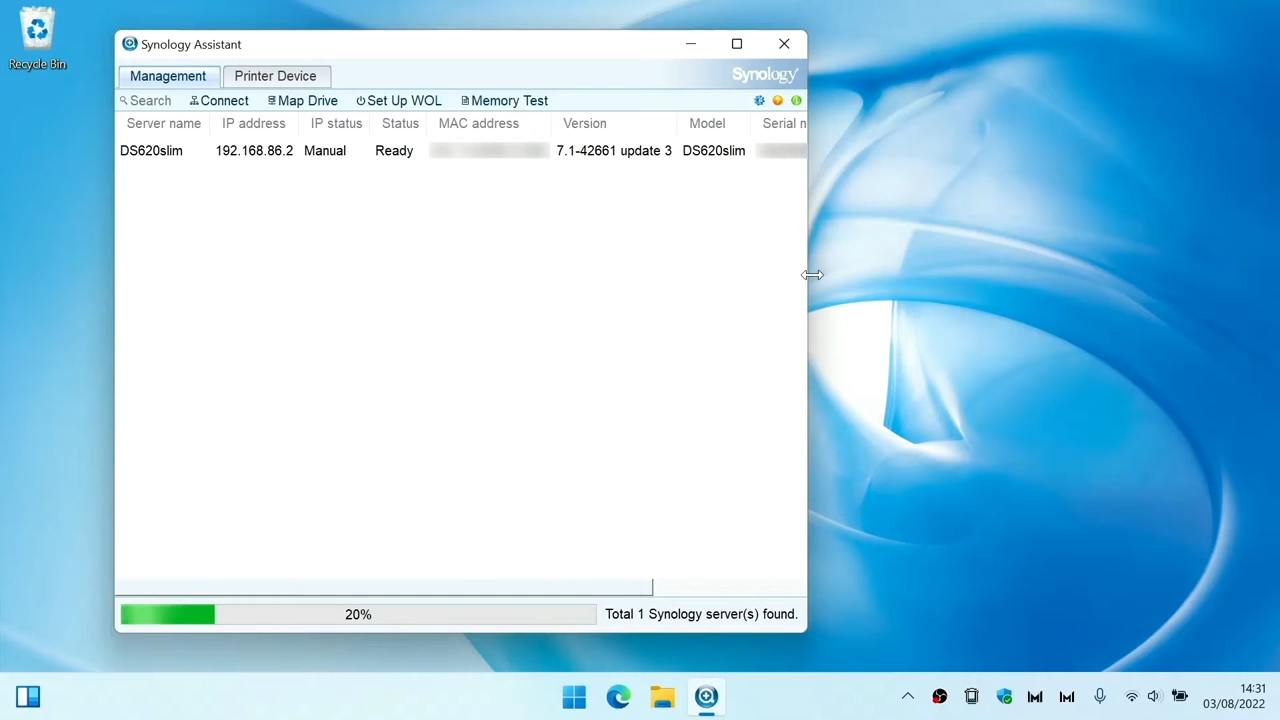 Recycle Bin
Synology Assistant
Management Printer Device
Synology
Search Connect Map Drive Set Up WOL Memory Test
Server name IP address IP status Status MAC address Version Model Serial n
DS620slim 192.168.86.2 Manual Ready 7.1-42661 update 3 DS620slim
20% Total 1 Synology server(s) found.
14:31
03/08/2022